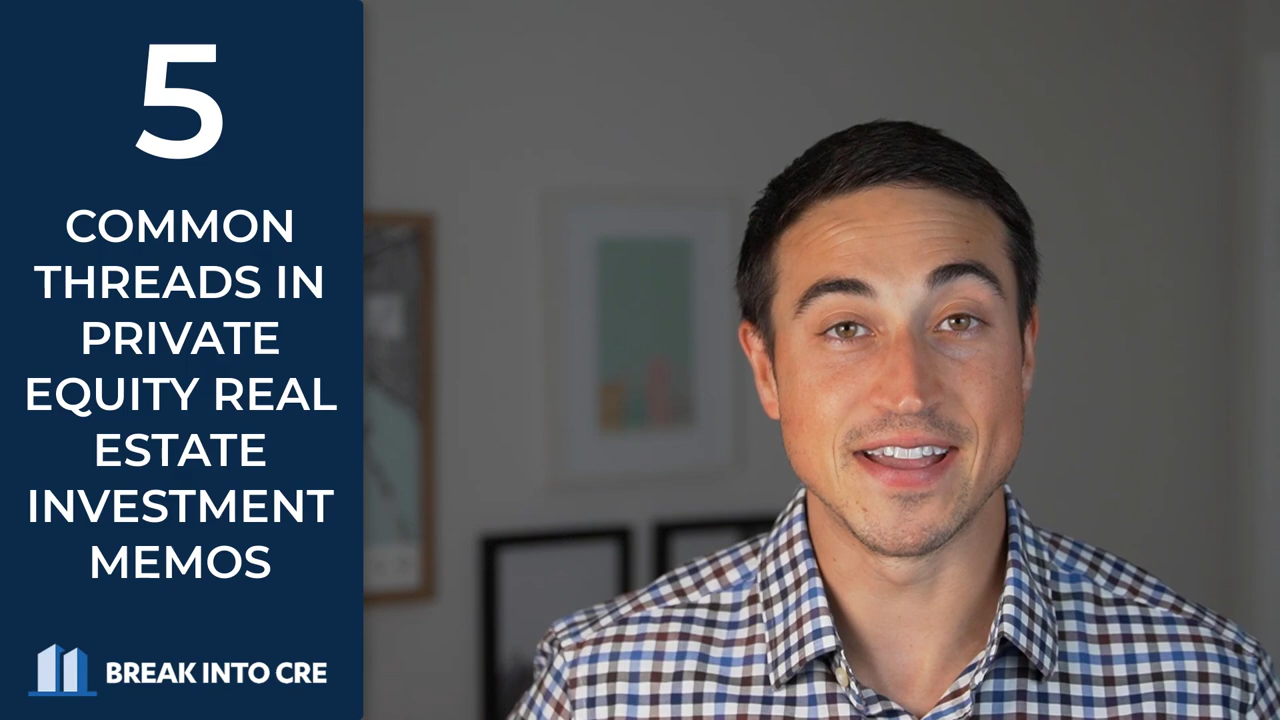 5
COMMON
THREADS IN
PRIVATE
EQUITY REAL
ESTATE
INVESTMENT
MEMOS
BREAK INTO CRE